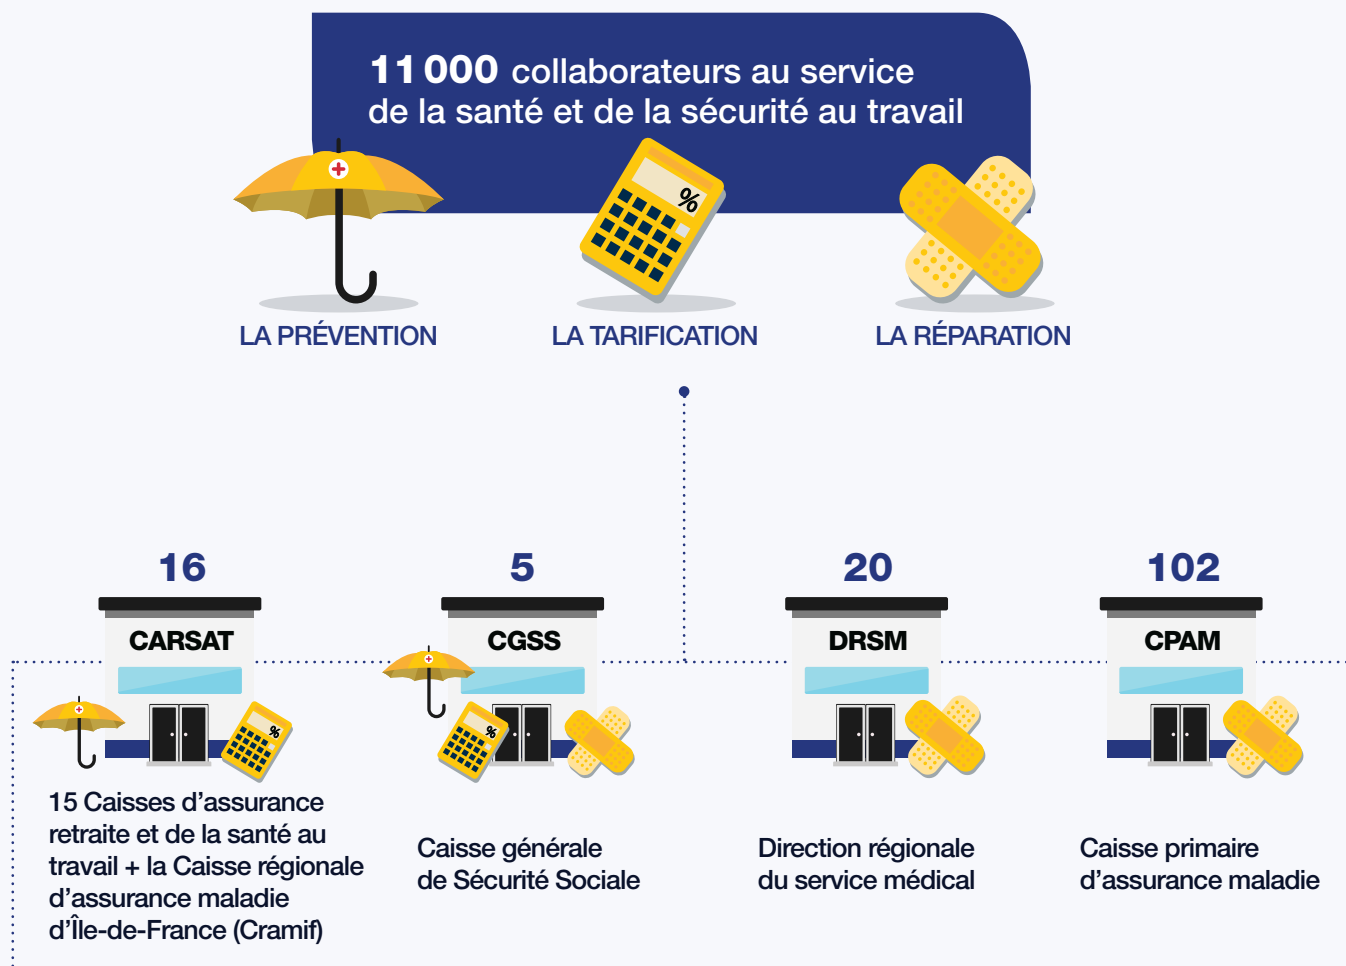 11 000 collaborateurs au service
de la santé et de la sécurité au travail
%
LA PRÉVENTION
LA TARIFICATION
LA RÉPARATION
16
5
20
102
CARSAT
CGSS
DRSM
CPAM
%
%
15 Caisses d’assurance
retraite et de la santé au
travail + la Caisse régionale
d’assurance maladie
d’Île-de-France (Cramif)
Caisse générale
de Sécurité Sociale
Direction régionale
du service médical
Caisse primaire
d’assurance maladie